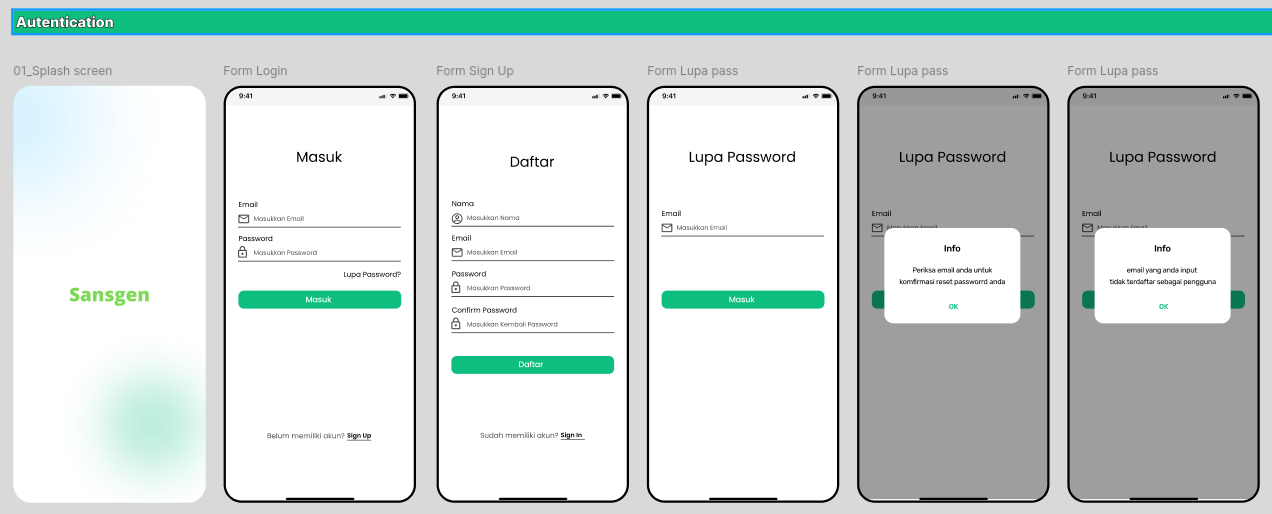 Autentication
01_Splash screen
Sansgen
Form Login
9:41
Masuk
Email
Masukkan Email
Password
Masukkan Password
Lupa Password?
Masuk
Belum memiliki akun? Sign Up
Form Sign Up
9:41
Daftar
Nama
Masukkan Nama
Email
Masukkan Email
Password
Masukkan Password
Confirm Password
Masukkan Kembali Password
Daftar
Sudah memiliki akun? Sign In
Form Lupa pass
9:41
Lupa Password
Email
Masukkan Email
Masuk
Form Lupa pass
9:41
Lupa Password
Email
Masukkan Email
Info
Periksa email anda untuk
komfirmasi reset passworrd anda
OK
Form Lupa pass
9:41
Lupa Password
Email
Masukkan Email
Info
email yang anda input
tidak terdaftar sebagai pengguna
OK